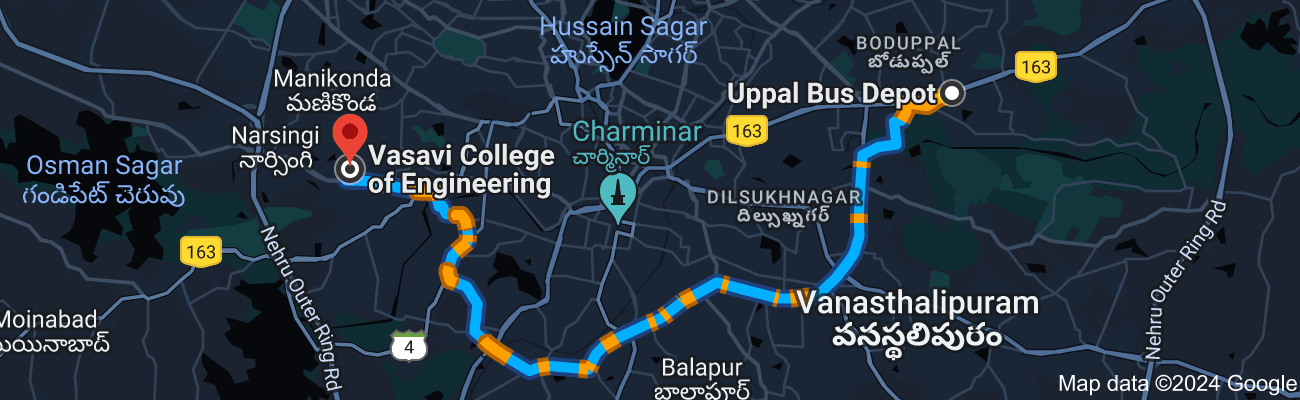 Hussain Sagar
హుస్సేన్ సాగర్
BODUPPAL
బోడుప్పల్
163
Manikonda
మణికొండ
Uppal Bus Depot
163
Charminar
చార్మినార్
Narsingi
నార్సింగి
Vasavi College
of Engineering
Osman Sagar
గండిపేట్ చెరువు
DILSUKHNAGAR
దిల్సుఖ్నగర్
163
Nehru Outer Ring Rd
Nehru Outer Ring Rd
Vanasthalipuram
వనస్థలిపురం
Moinabad
మొయినాబాద్
4
Balapur
బాలాపూర్
Map data ©2024 Google